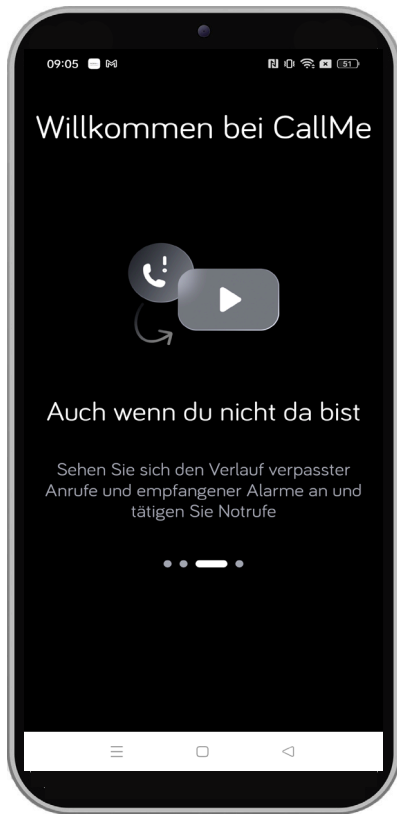 09:05
51
Willkommen bei CallMe
Auch wenn du nicht da bist
Sehen Sie sich den Verlauf verpasster
Anrufe und empfangener Alarme an und
tätigen Sie Notrufe